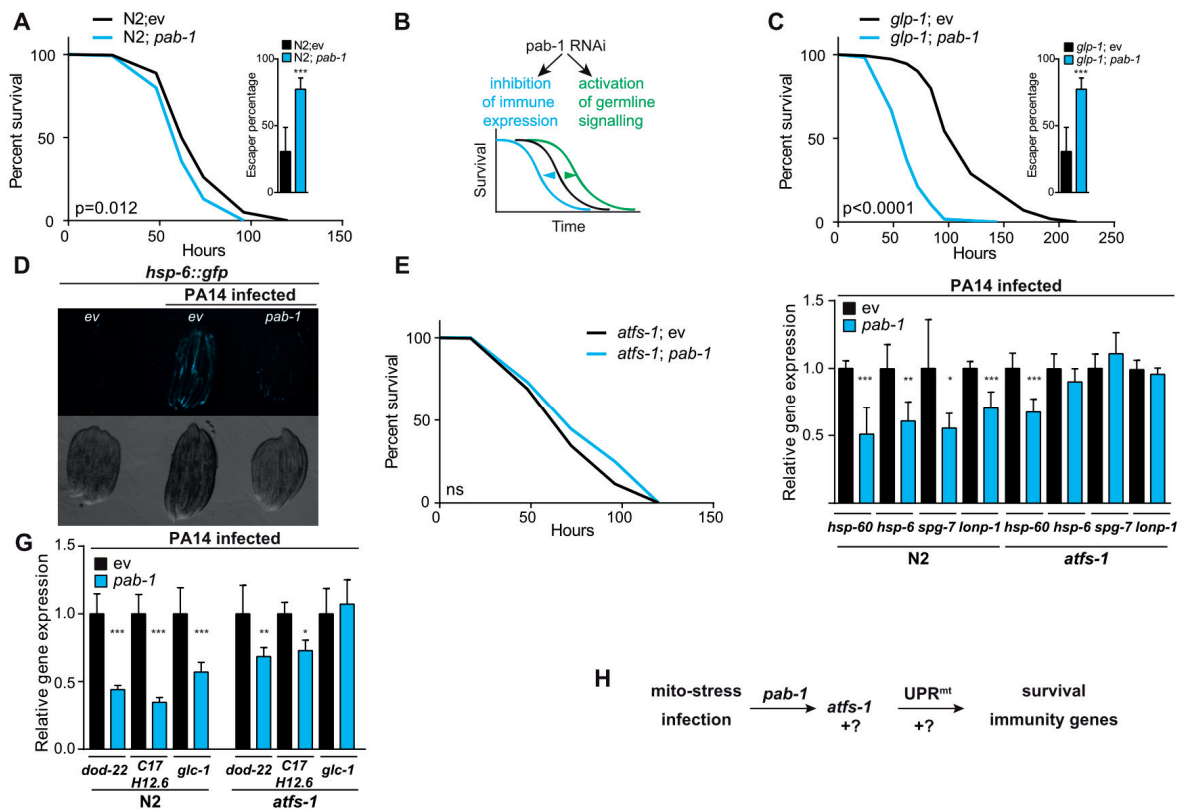 A
N2;ev
N2; pab-1
Percent survival
100
50
0
0
50
100
150
Hours
p=0.012
N2;ev
N2; pab-1
***
Escaper percentage
100
50
0
B
pab-1 RNAi
inhibition
of immune
expression
activation
of germline
signalling
Survival
Time
C
glp-1; ev
glp-1; pab-1
Percent survival
100
50
0
0
50
100
150
200
250
Hours
p<0.0001
glp-1; ev
glp-1; pab-1
***
Escaper percentage
100
50
0
D
hsp-6::gfp
PA14 infected
ev
ev
pab-1
E
atfs-1; ev
atfs-1; pab-1
Percent survival
100
50
0
0
50
100
150
Hours
ns
PA14 infected
ev
pab-1
Relative gene expression
1.5
1.0
0.5
0
*** ** * *** ***
hsp-60 hsp-6 spg-7 lonp-1 hsp-60 hsp-6 spg-7 lonp-1
N2 atfs-1
G
PA14 infected
ev
pab-1
Relative gene expression
1.5
1.0
0.5
0.0
*** *** *** ** *
dod-22 C17 glc-1 dod-22 C17 glc-1
H12.6 H12.6
N2 atfs-1
H
mito-stress pab-1 UPRmt survival
infection atfs-1 immunity genes
+? +?